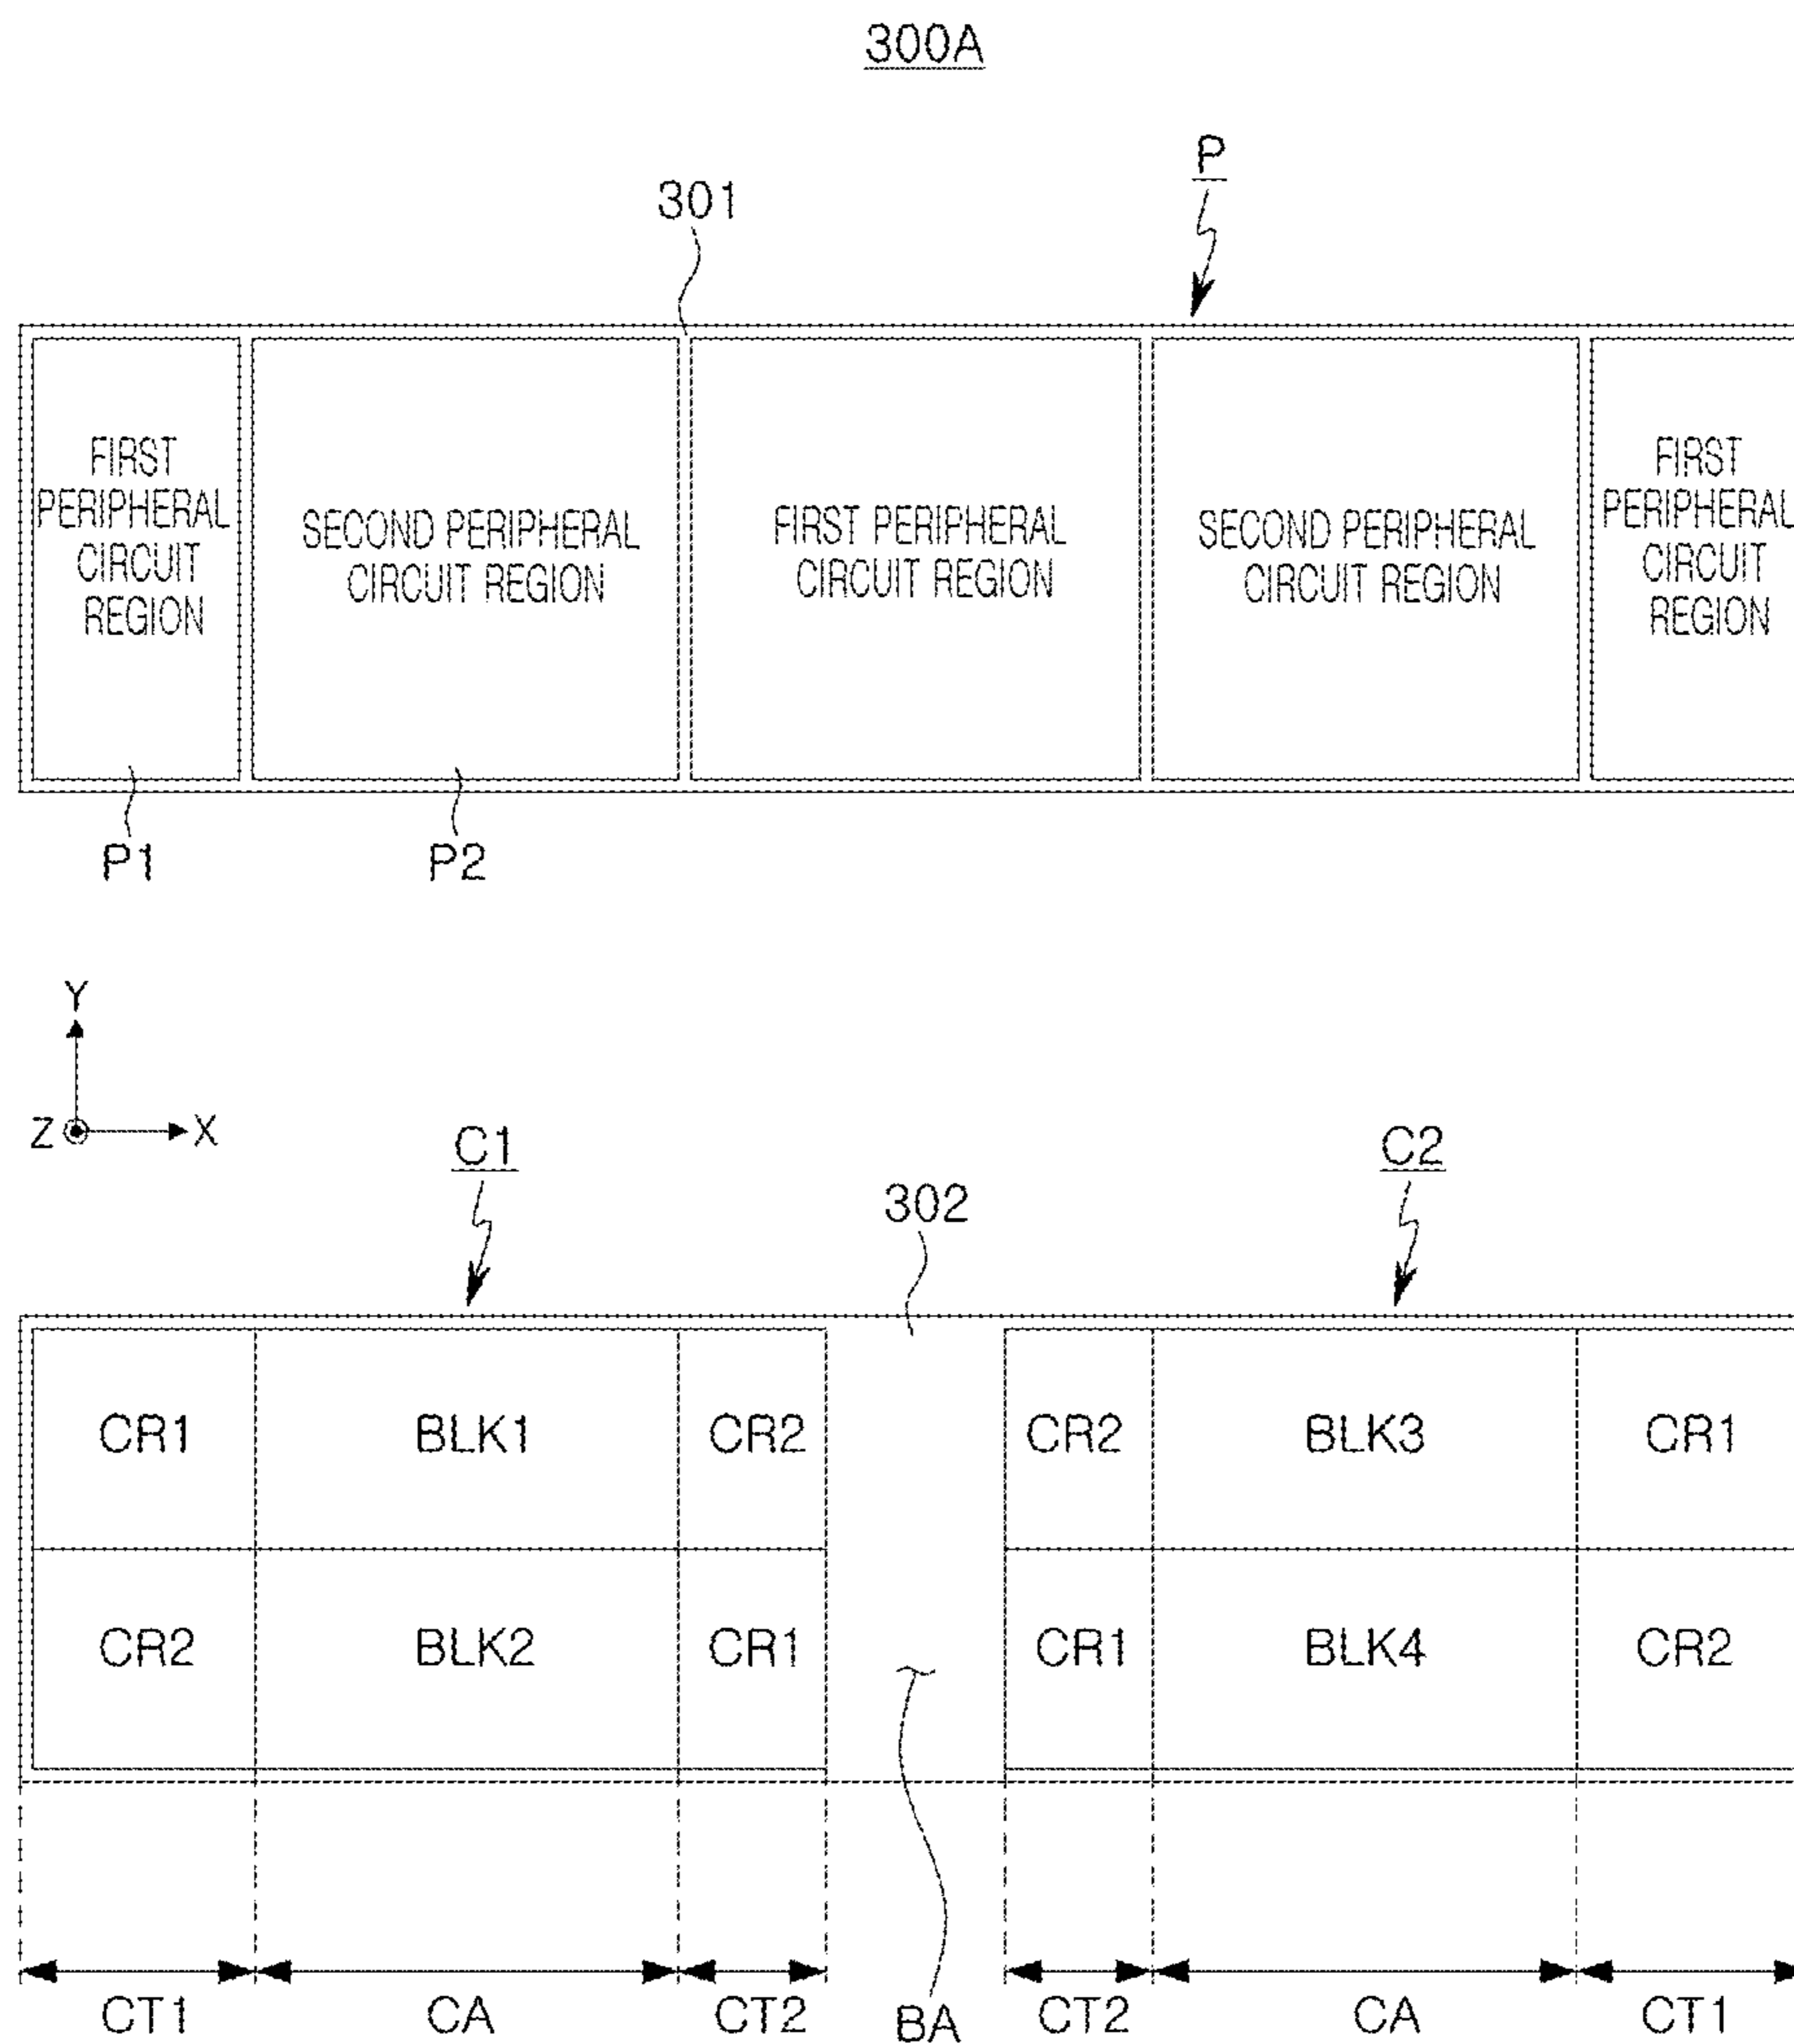 300A
P
301
FIRST
PERIPHERAL
CIRCUIT
REGION
SECOND PERIPHERAL
CIRCUIT REGION
FIRST PERIPHERAL
CIRCUIT REGION
SECOND PERIPHERAL
CIRCUIT REGION
FIRST
PERIPHERAL
CIRCUIT
REGION
P1
P2
Y
Z
X
C1
302
C2
CR1
BLK1
CR2
CR2
BLK3
CR1
CR2
BLK2
CR1
CR1
BLK4
CR2
CT1
CA
CT2
BA
CT2
CA
CT1